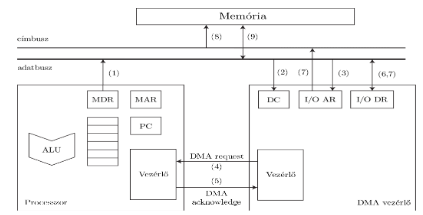 Memória
címbusz
(8)
(9)
adatbusz
(1)
(2)
(7)
(3)
(6,7)
MDR
MAR
DC
I/O AR
I/O DR
PC
ALU
DMA request
(4)
Vezérlő
(5)
Vezérlő
DMA
acknowledge
Processzor
DMA vezérlő